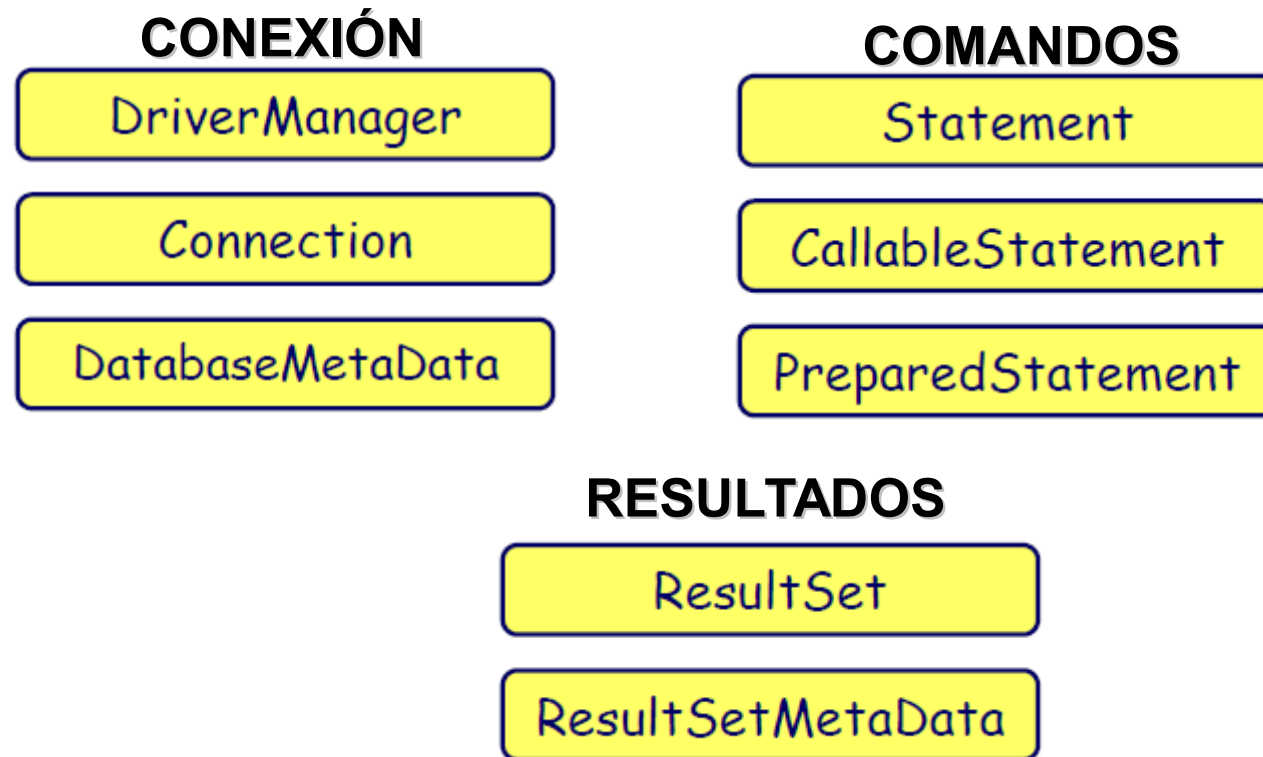 CONEXIÓN
DriverManager
Connection
DatabaseMetaData
COMANDOS
Statement
CallableStatement
PreparedStatement
RESULTADOS
ResultSet
ResultSetMetaData